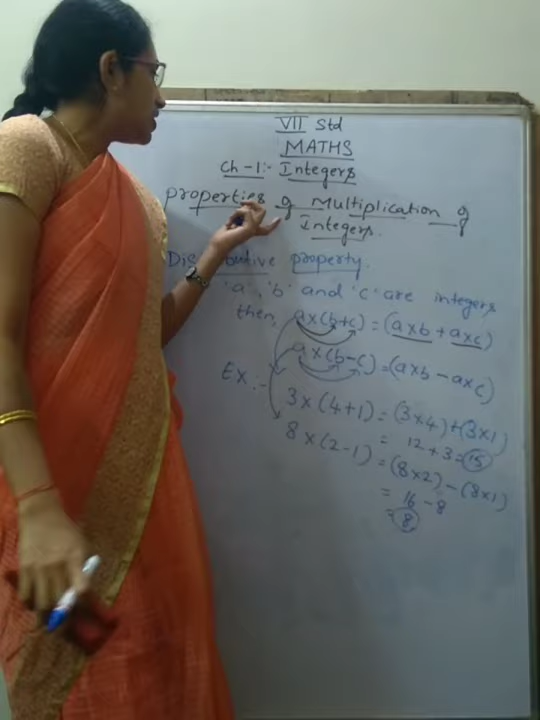 VII Std
MATHS
Ch-1:- Integers
Properties of Multiplication of
Integers.
Distributive property.
'a', 'b' and 'c' are integers
then, a×(b+c) = (a×b + a×c)
a×(b-c) = (a×b - a×c)
Ex:-
3×(4+1) = (3×4)+(3×1)
= 12+3 = 15
8×(2-1) = (8×2)-(8×1)
= 16-8
= 8